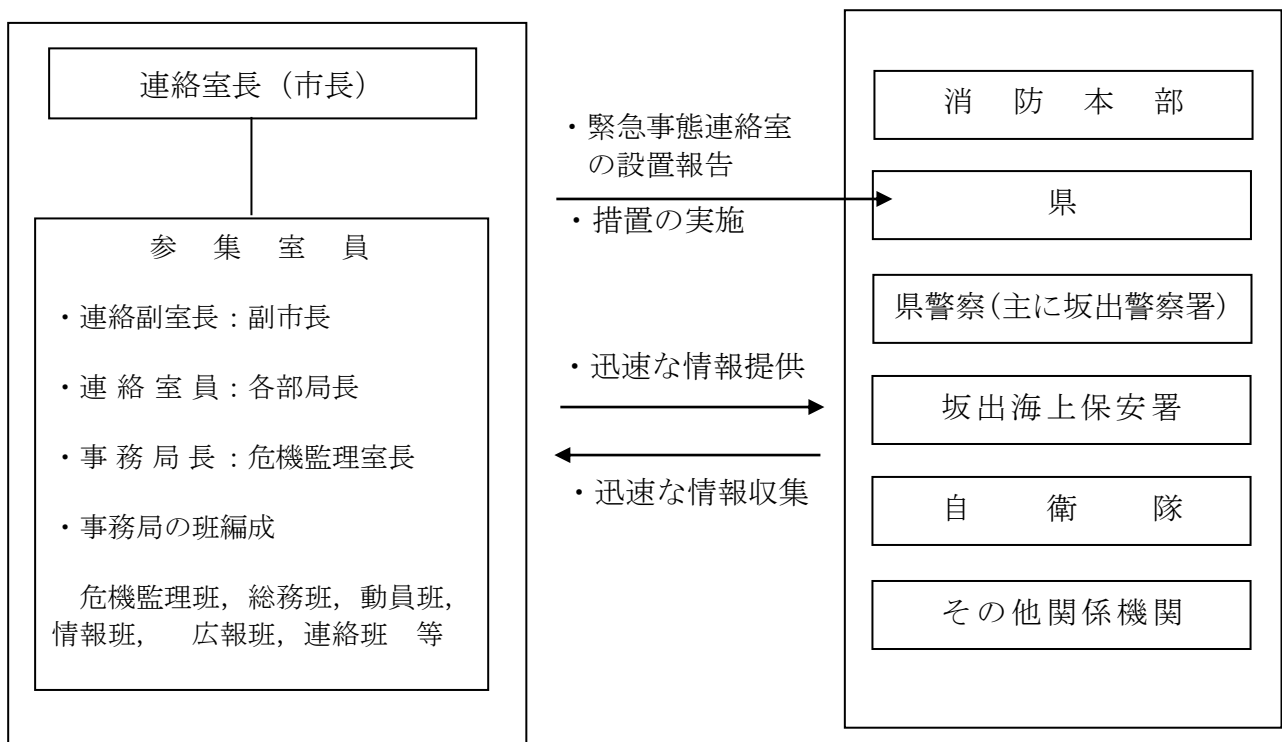 連絡室長（市長）
参集室員
・連絡副室長：副市長
・連絡室員：各部局長
・事務局長：危機監理室長
・事務局の班編成
危機監理班，総務班，動員班，
情報班，　広報班，連絡班　等
・緊急事態連絡室
の設置報告
・措置の実施
・迅速な情報提供
・迅速な情報収集
消防本部
県
県警察（主に坂出警察署）
坂出海上保安署
自衛隊
その他関係機関